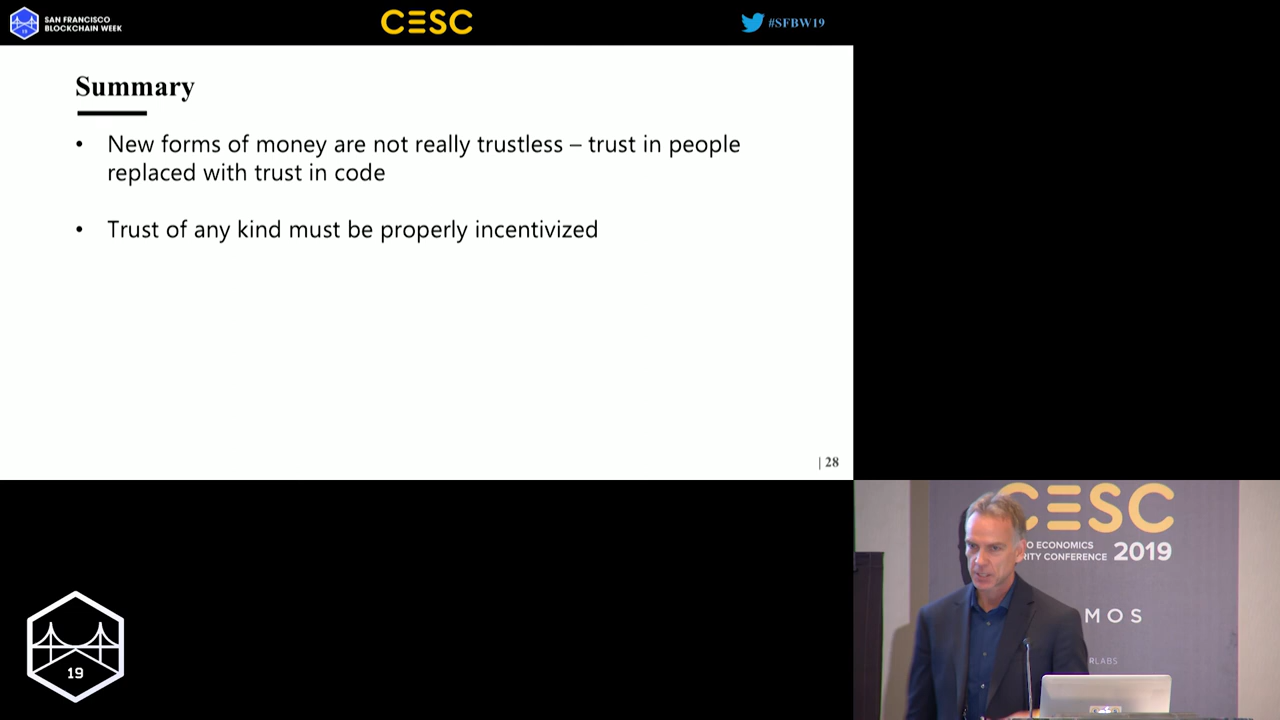 SAN FRANCISCO
BLOCKCHAIN WEEK
19
CESC
#SFBW19
Summary
• New forms of money are not really trustless – trust in people
replaced with trust in code
• Trust of any kind must be properly incentivized
| 28
CESC
O ECONOMICS
RITY CONFERENCE 2019
MOS
RLABS
19